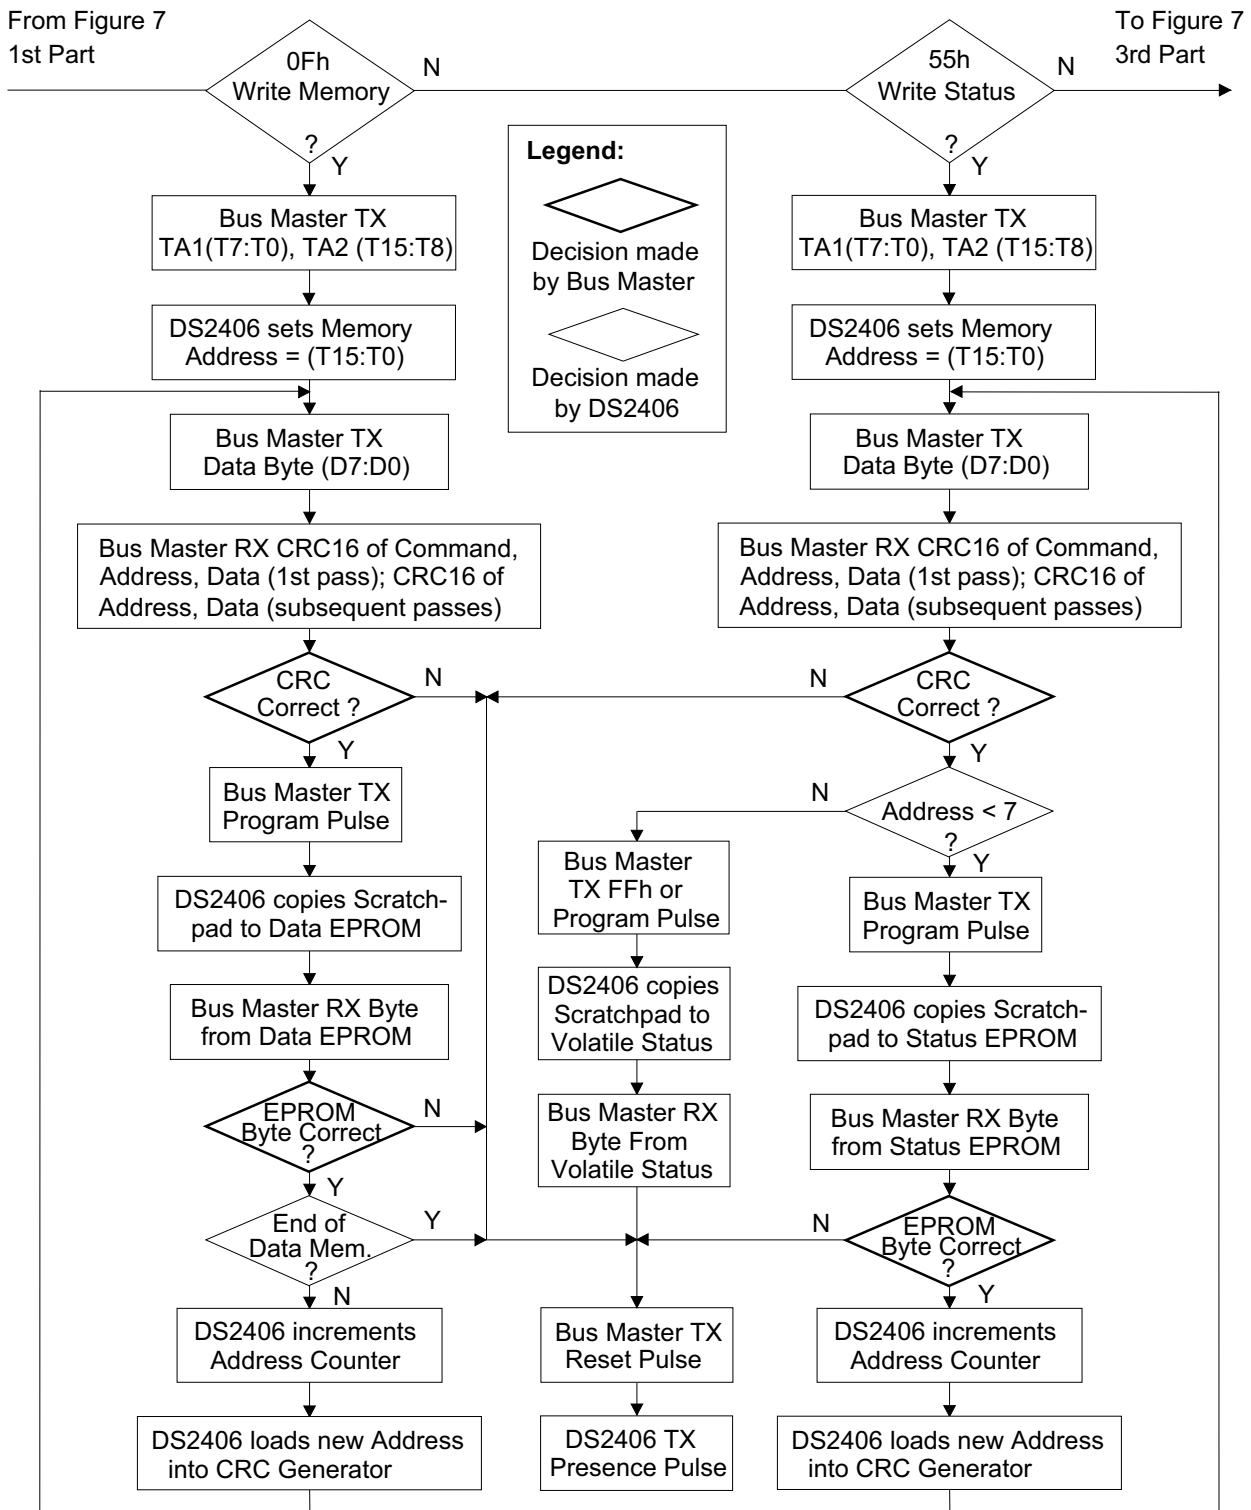 From Figure 7
1st Part
To Figure 7
3rd Part
0Fh
Write Memory
?
N
Y
55h
Write Status
?
N
Y
Legend:
Decision made
by Bus Master
Decision made
by DS2406
Bus Master TX
TA1(T7:T0), TA2 (T15:T8)
DS2406 sets Memory
Address = (T15:T0)
Bus Master TX
Data Byte (D7:D0)
Bus Master RX CRC16 of Command,
Address, Data (1st pass); CRC16 of
Address, Data (subsequent passes)
CRC
Correct ?
N
Y
Bus Master TX
Program Pulse
DS2406 copies Scratch-
pad to Data EPROM
Bus Master RX Byte
from Data EPROM
EPROM
Byte Correct
?
N
Y
End of
Data Mem.
?
Y
N
DS2406 increments
Address Counter
DS2406 loads new Address
into CRC Generator
Bus Master TX
TA1(T7:T0), TA2 (T15:T8)
DS2406 sets Memory
Address = (T15:T0)
Bus Master TX
Data Byte (D7:D0)
Bus Master RX CRC16 of Command,
Address, Data (1st pass); CRC16 of
Address, Data (subsequent passes)
CRC
Correct ?
N
Y
Address < 7
?
N
Y
Bus Master
TX FFh or
Program Pulse
DS2406 copies
Scratchpad to
Volatile Status
Bus Master RX
Byte From
Volatile Status
Bus Master TX
Reset Pulse
DS2406 TX
Presence Pulse
Bus Master TX
Program Pulse
DS2406 copies Scratch-
pad to Status EPROM
Bus Master RX Byte
from Status EPROM
EPROM
Byte Correct
?
N
Y
DS2406 increments
Address Counter
DS2406 loads new Address
into CRC Generator